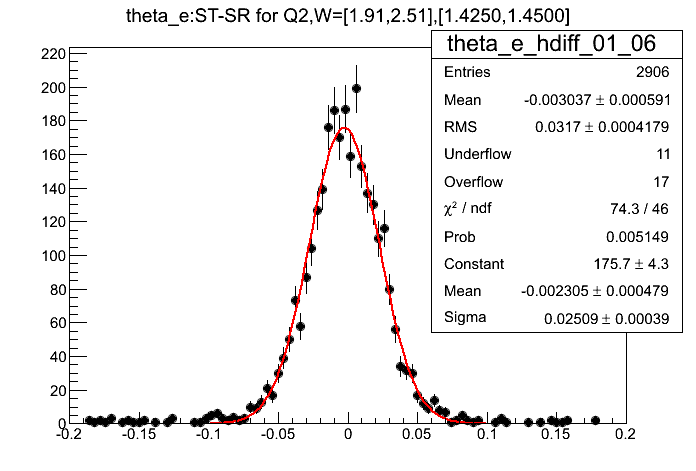 theta_e:ST-SR for Q2,W=[1.91,2.51],[1.4250,1.4500]
theta_e_hdiff_01_06
Entries 2906
Mean -0.003037 ± 0.000591
RMS 0.0317 ± 0.0004179
Underflow 11
Overflow 17
χ² / ndf 74.3 / 46
Prob 0.005149
Constant 175.7 ± 4.3
Mean -0.002305 ± 0.000479
Sigma 0.02509 ± 0.00039
220
200
180
160
140
120
100
80
60
40
20
0
-0.2 -0.15 -0.1 -0.05 0 0.05 0.1 0.15 0.2